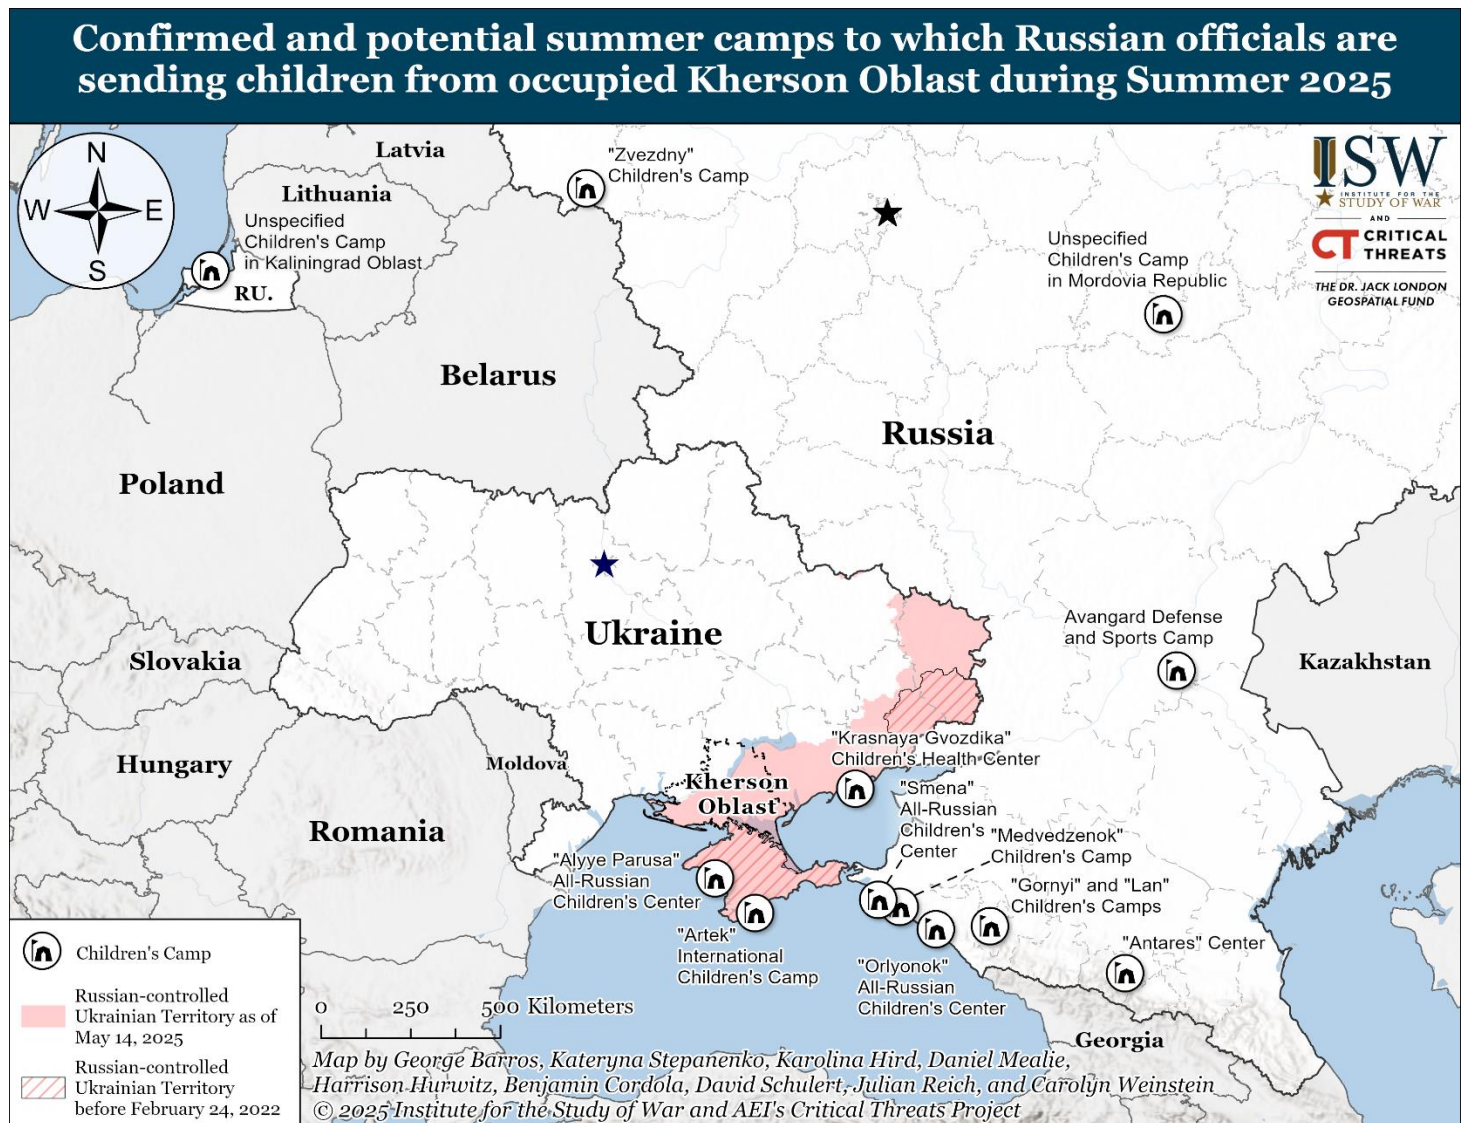 Confirmed and potential summer camps to which Russian officials are
sending children from occupied Kherson Oblast during Summer 2025
N
W
E
S
Latvia
Lithuania
Unspecified
Children's Camp
in Kaliningrad Oblast
RU.
"Zvezdny"
Children's Camp
Unspecified
Children's Camp
in Mordovia Republic
ISW
INSTITUTE FOR THE
STUDY OF WAR
AND
CT CRITICAL
THREATS
THE DR. JACK LONDON
GEOSPATIAL FUND
Belarus
Russia
Poland
Ukraine
Avangard Defense
and Sports Camp
Kazakhstan
Slovakia
Hungary
Moldova
Romania
Kherson
Oblast
"Krasnaya Gvozdika"
Children's Health Center
"Smena"
All-Russian
Children's
Center
"Medvedzenok"
Children's Camp
"Gornyi" and "Lan"
Children's Camps
"Alyye Parusa"
All-Russian
Children's Center
"Artek"
International
Children's Camp
"Orlyonok"
All-Russian
Children's Center
"Antares" Center
Georgia
Children's Camp
Russian-controlled
Ukrainian Territory as of
May 14, 2025
Russian-controlled
Ukrainian Territory
before February 24, 2022
0 250 500 Kilometers
Map by George Barros, Kateryna Stepanenko, Karolina Hird, Daniel Mealie,
Harrison Hurwitz, Benjamin Cordola, David Schulert, Julian Reich, and Carolyn Weinstein
© 2025 Institute for the Study of War and AEI's Critical Threats Project